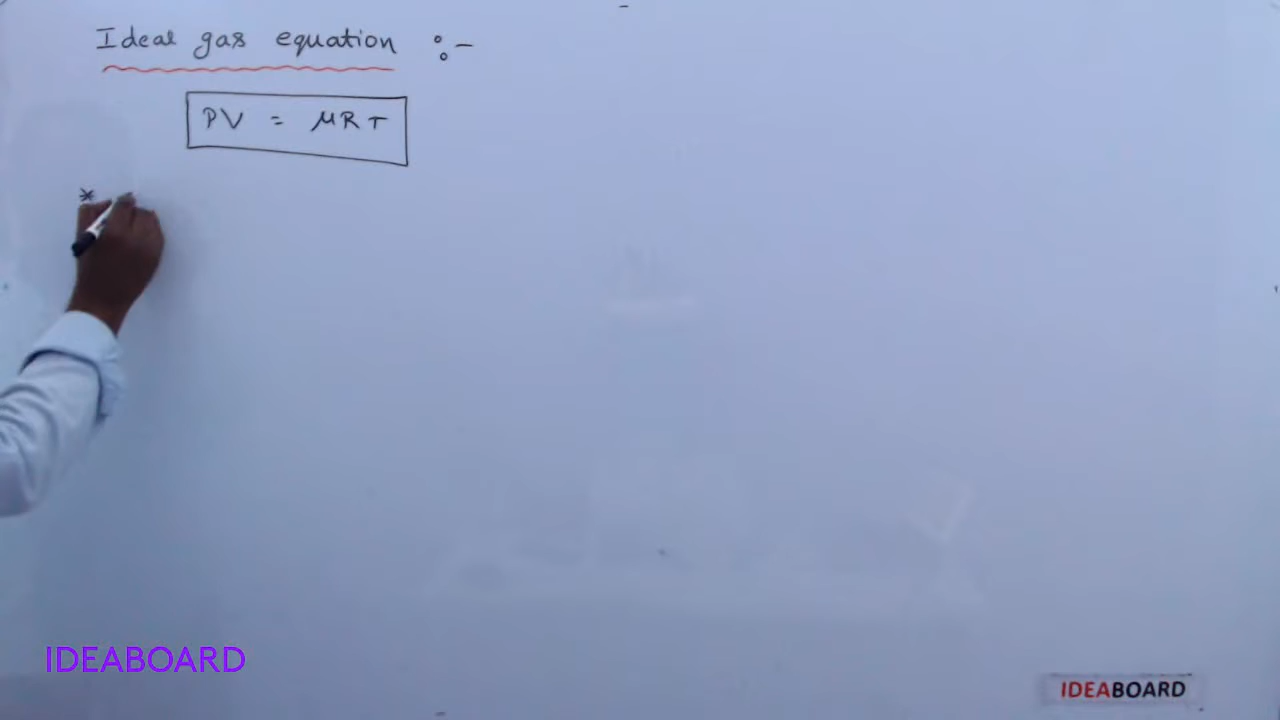 Ideal gas equation :-
PV = μRT
*
IDEABOARD
IDEABOARD